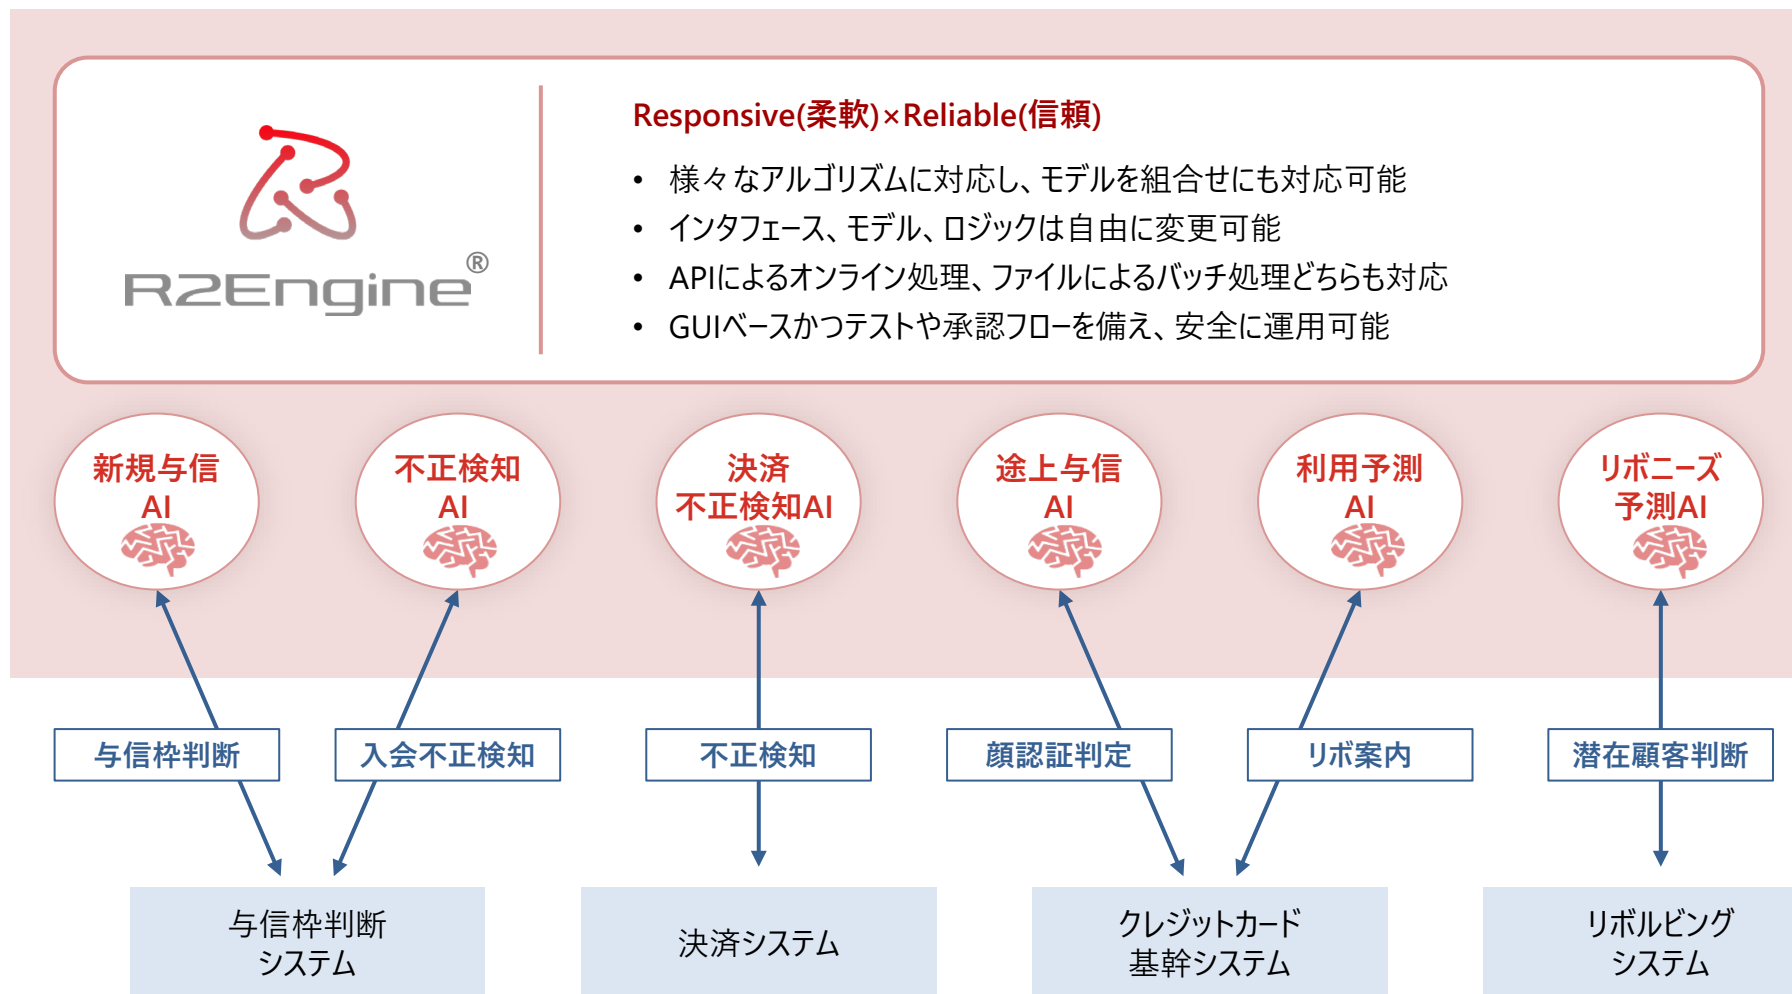 R2Engine®
Responsive(柔軟)×Reliable(信頼)
• 様々なアルゴリズムに対応し、モデルを組合せにも対応可能
• インタフェース、モデル、ロジックは自由に変更可能
• APIによるオンライン処理、ファイルによるバッチ処理どちらも対応
• GUIベースかつテストや承認フローを備え、安全に運用可能
新規与信
AI
不正検知
AI
決済
不正検知AI
途上与信
AI
利用予測
AI
リボニーズ
予測AI
与信枠判断
入会不正検知
不正検知
顔認証判定
リボ案内
潜在顧客判断
与信枠判断
システム
決済システム
クレジットカード
基幹システム
リボルビング
システム